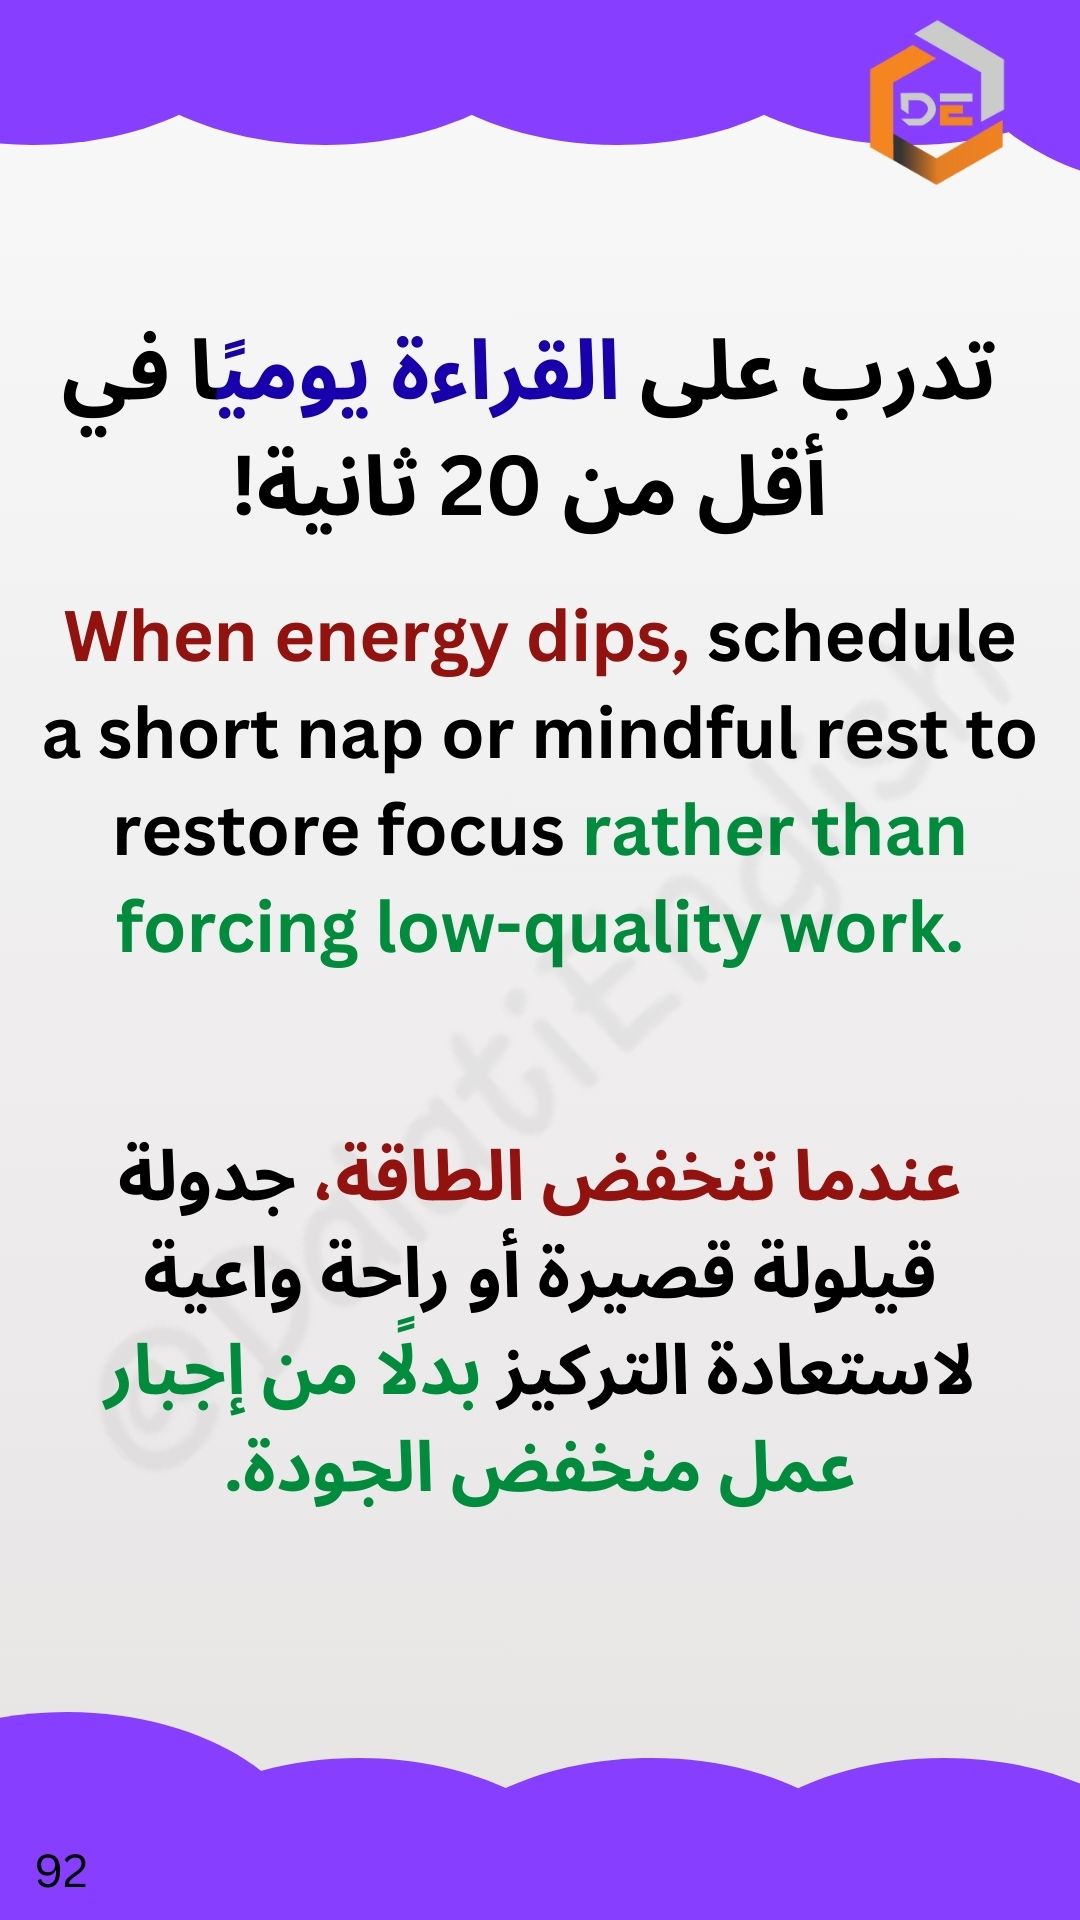 DE
تدرب على القراءة يوميًا في
أقل من 20 ثانية!
When energy dips, schedule
a short nap or mindful rest to
restore focus rather than
forcing low-quality work.
@DaiatiEnglish
عندما تنخفض الطاقة، جدولة
قيلولة قصيرة أو راحة واعية
لاستعادة التركيز بدلًا من إجبار
عمل منخفض الجودة.
92